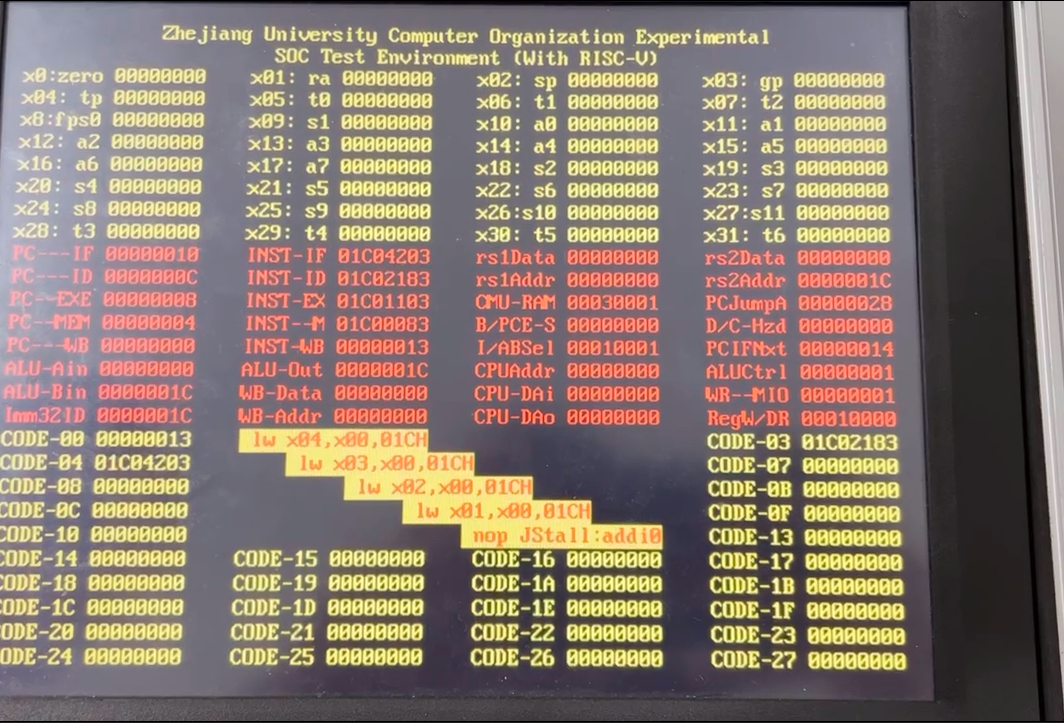 Zhejiang University Computer Organization Experimental
SOC Test Environment (With RISC-V)
x0:zero 00000000 x01: ra 00000000 x02: sp 00000000 x03: gp 00000000
x04: tp 00000000 x05: t0 00000000 x06: t1 00000000 x07: t2 00000000
x8:fps0 00000000 x09: s1 00000000 x10: a0 00000000 x11: a1 00000000
x12: a2 00000000 x13: a3 00000000 x14: a4 00000000 x15: a5 00000000
x16: a6 00000000 x17: a7 00000000 x18: s2 00000000 x19: s3 00000000
x20: s4 00000000 x21: s5 00000000 x22: s6 00000000 x23: s7 00000000
x24: s8 00000000 x25: s9 00000000 x26:s10 00000000 x27:s11 00000000
x28: t3 00000000 x29: t4 00000000 x30: t5 00000000 x31: t6 00000000
PC---IF 00000010 INST-IF 01C04203 rs1Data 00000000 rs2Data 00000000
PC---ID 0000000C INST-ID 01C02183 rs1Addr 00000000 rs2Addr 0000001C
PC--EXE 00000008 INST-EX 01C01103 CMU-RAM 00030001 PCJumpA 00000028
PC--MEM 00000004 INST--M 01C00083 B/PCE-S 00000000 D/C-Hzd 00000000
PC---WB 00000000 INST-WB 00000013 I/ABSel 00010001 PCIFNxt 00000014
ALU-Ain 00000000 ALU-Out 0000001C CPUAddr 00000000 ALUCtrl 00000001
ALU-Bin 0000001C WB-Data 00000000 CPU-DAi 00000000 WR--MIO 00000001
Imm32ID 0000001C WB-Addr 00000000 CPU-DAo 00000000 RegW/DR 00010000
CODE-00 00000013 lw x04,x00,01CH CODE-03 01C02183
CODE-04 01C04203 lw x03,x00,01CH CODE-07 00000000
CODE-08 00000000 lw x02,x00,01CH CODE-0B 00000000
CODE-0C 00000000 lw x01,x00,01CH CODE-0F 00000000
CODE-10 00000000 nop JStall:addi0 CODE-13 00000000
CODE-14 00000000 CODE-15 00000000 CODE-16 00000000 CODE-17 00000000
CODE-18 00000000 CODE-19 00000000 CODE-1A 00000000 CODE-1B 00000000
CODE-1C 00000000 CODE-1D 00000000 CODE-1E 00000000 CODE-1F 00000000
ODE-20 00000000 CODE-21 00000000 CODE-22 00000000 CODE-23 00000000
ODE-24 00000000 CODE-25 00000000 CODE-26 00000000 CODE-27 00000000